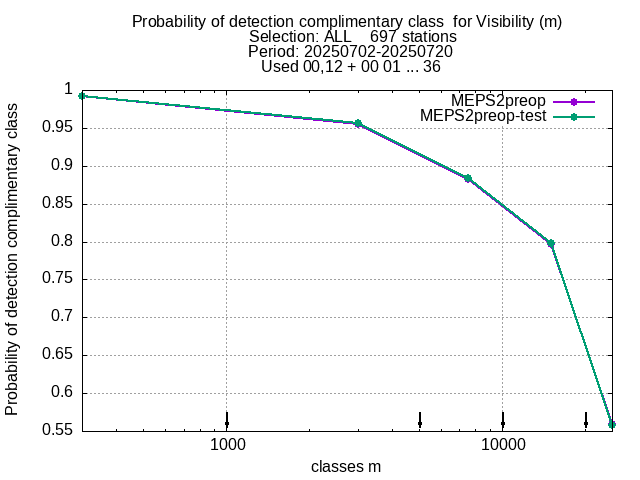 Probability of detection complimentary class  for Visibility (m)
Selection: ALL    697 stations
Period: 20250702-20250720
Used 00,12 + 00 01 ... 36
MEPS2preop
MEPS2preop-test
Probability of detection complimentary class
1
0.95
0.9
0.85
0.8
0.75
0.7
0.65
0.6
0.55
1000
10000
classes m